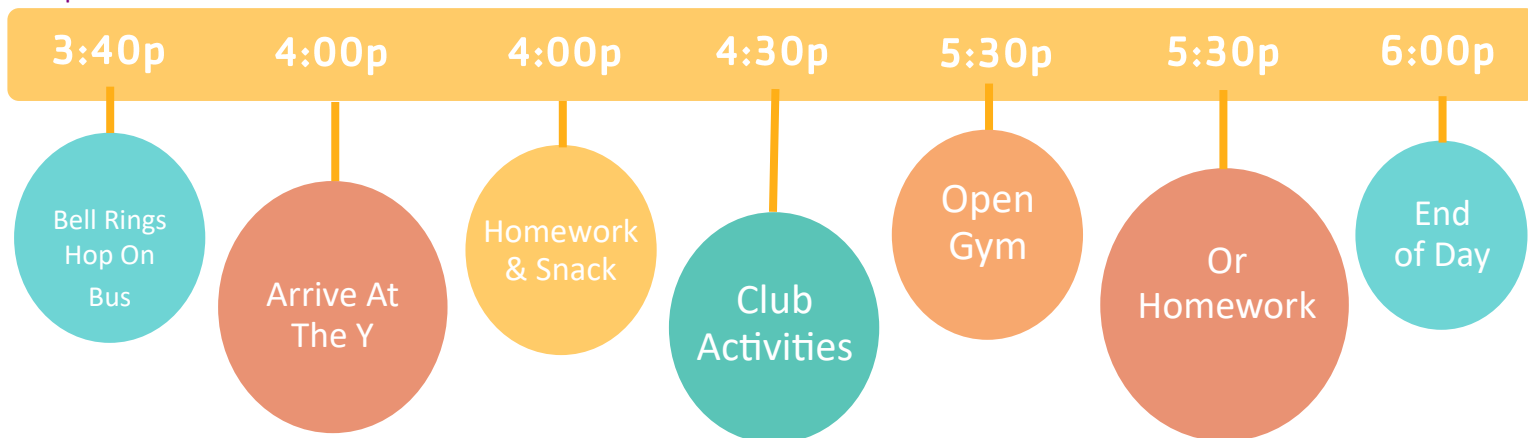 3:40p 4:00p 4:00p 4:30p 5:30p 5:30p 6:00p
Bell Rings
Hop On
Bus
Arrive At
The Y
Homework
& Snack
Club
Activities
Open
Gym
Or
Homework
End
of Day